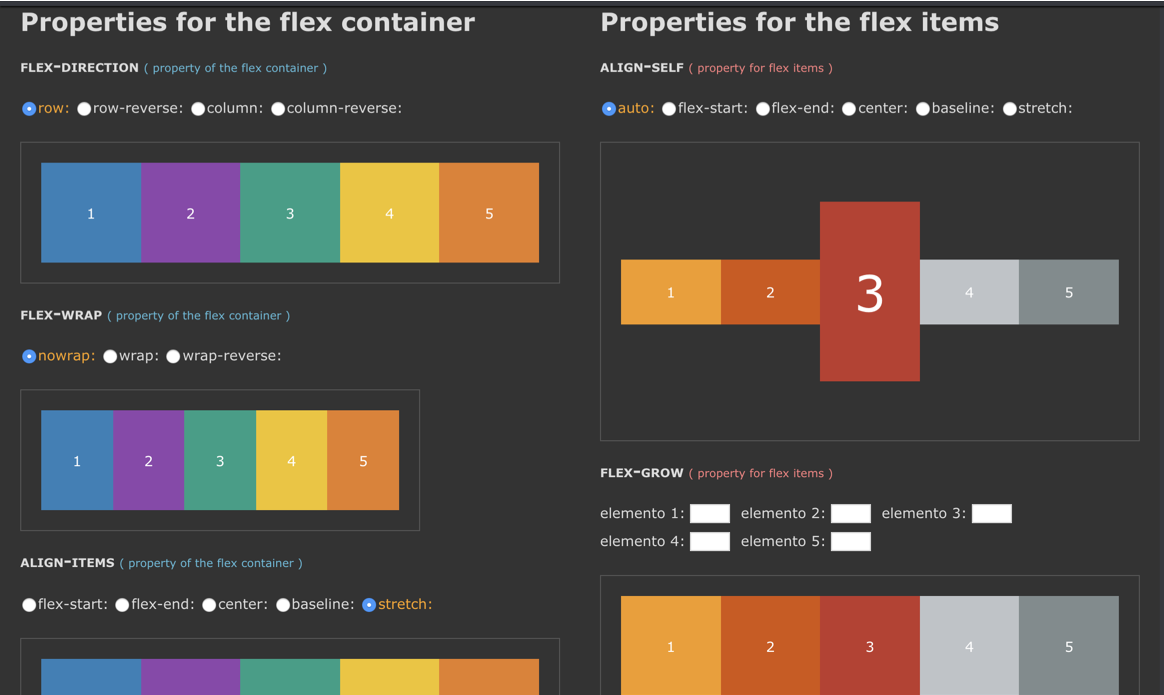 Properties for the flex container
FLEX-DIRECTION ( property of the flex container )
row: row-reverse: column: column-reverse:
1 2 3 4 5
FLEX-WRAP ( property of the flex container )
nowrap: wrap: wrap-reverse:
1 2 3 4 5
ALIGN-ITEMS ( property of the flex container )
flex-start: flex-end: center: baseline: stretch:
Properties for the flex items
ALIGN-SELF ( property for flex items )
auto: flex-start: flex-end: center: baseline: stretch:
1 2 3 4 5
FLEX-GROW ( property for flex items )
elemento 1: elemento 2: elemento 3:
elemento 4: elemento 5:
1 2 3 4 5